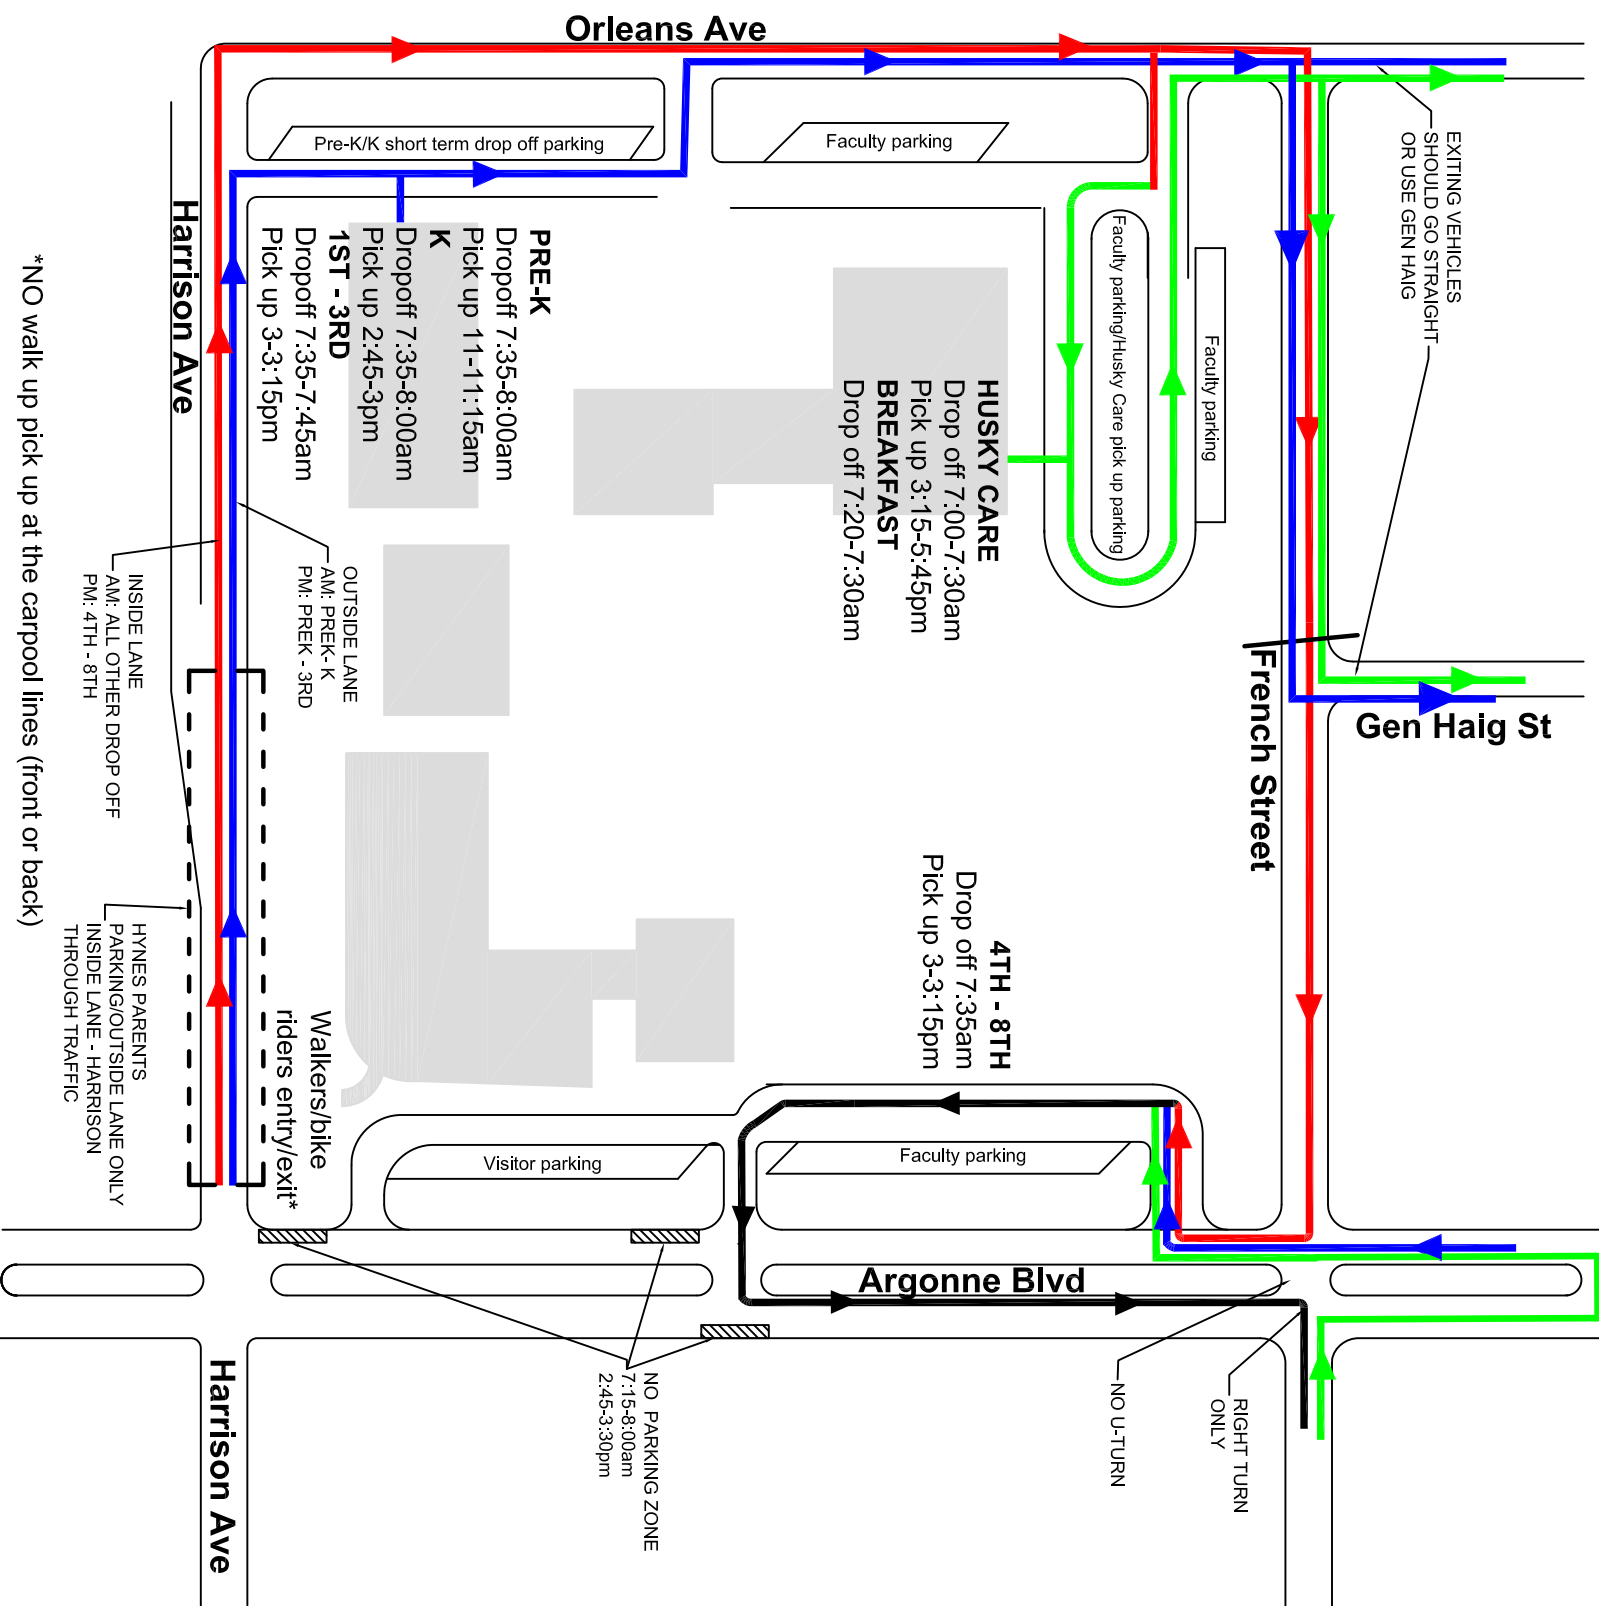 Orleans Ave
Pre-K/K short term drop off parking
Faculty parking
EXITING VEHICLES
SHOULD GO STRAIGHT
OR USE GEN HAIG
Faculty parking
Faculty parking/Husky Care pick up parking
Harrison Ave
PRE-K
Dropoff 7:35-8:00am
Pick up 11-11:15am
K
Dropoff 7:35-8:00am
Pick up 2:45-3pm
1ST - 3RD
Dropoff 7:35-7:45am
Pick up 3-3:15pm
HUSKY CARE
Drop off 7:00-7:30am
Pick up 3:15-5:45pm
BREAKFAST
Drop off 7:20-7:30am
*NO walk up pick up at the carpool lines (front or back)
OUTSIDE LANE
AM: PREK- K
PM: PREK - 3RD
INSIDE LANE
AM: ALL OTHER DROP OFF
PM: 4TH - 8TH
French Street
Gen Haig St
4TH - 8TH
Drop off 7:35am
Pick up 3-3:15pm
HYNES PARENTS
PARKING/OUTSIDE LANE ONLY
INSIDE LANE - HARRISON
THROUGH TRAFFIC
Walkers/bike
riders entry/exit*
Visitor parking
Faculty parking
Argonne Blvd
Harrison Ave
NO PARKING ZONE
7:15-8:00am
2:45-3:30pm
NO U-TURN
RIGHT TURN
ONLY